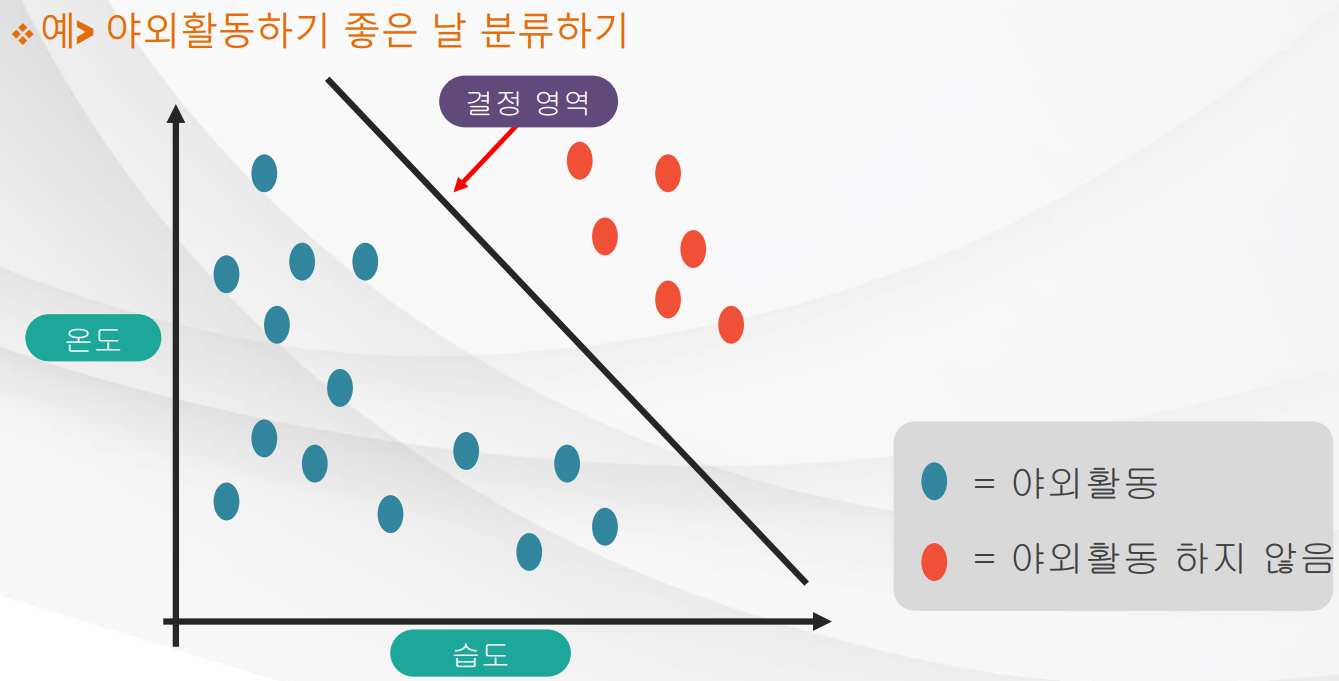 ❖예> 야외활동하기 좋은 날 분류하기
결정 영역
온도
= 야외활동
= 야외활동 하지 않음
습도